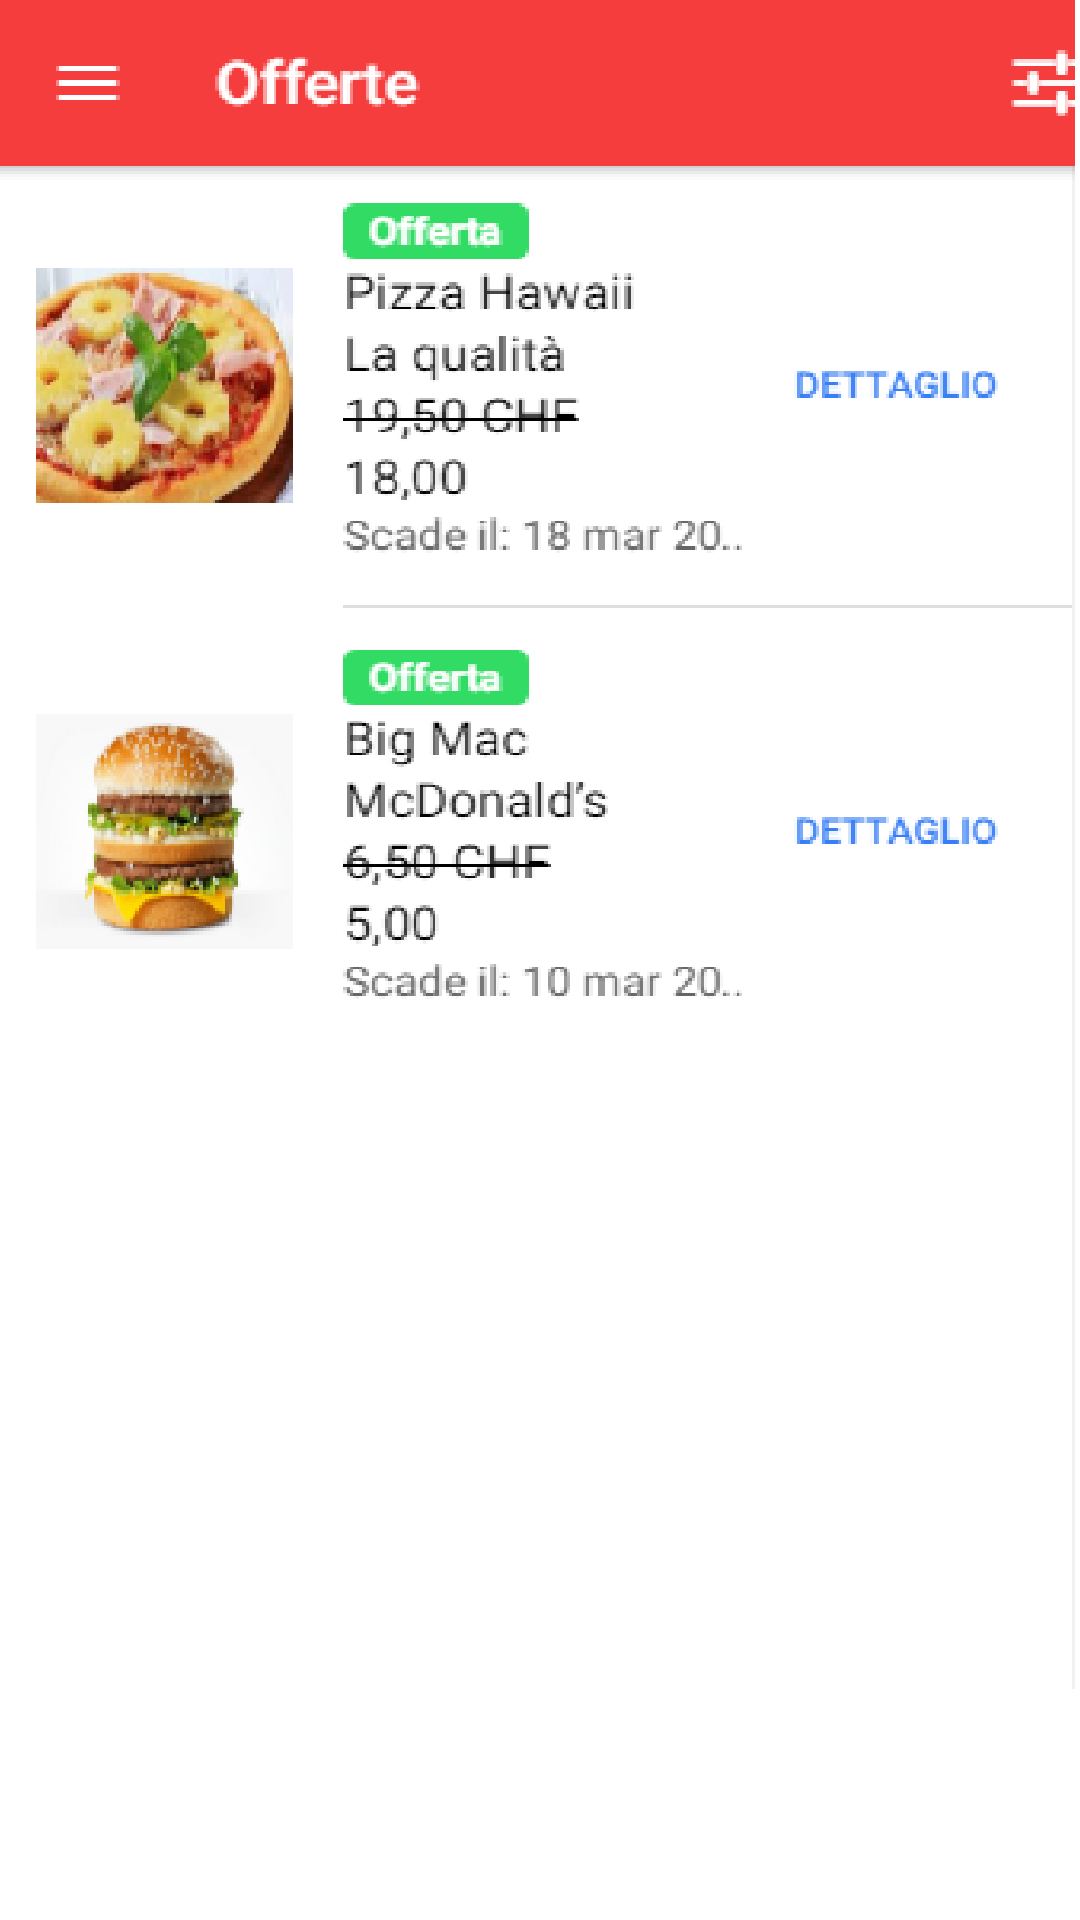 Offerte
Offerta
Pizza Hawaii
La qualità
19,50 CHF
18,00
Scade il: 18 mar 20..
DETTAGLIO
Offerta
Big Mac
McDonald's
6,50 CHF
5,00
Scade il: 10 mar 20..
DETTAGLIO